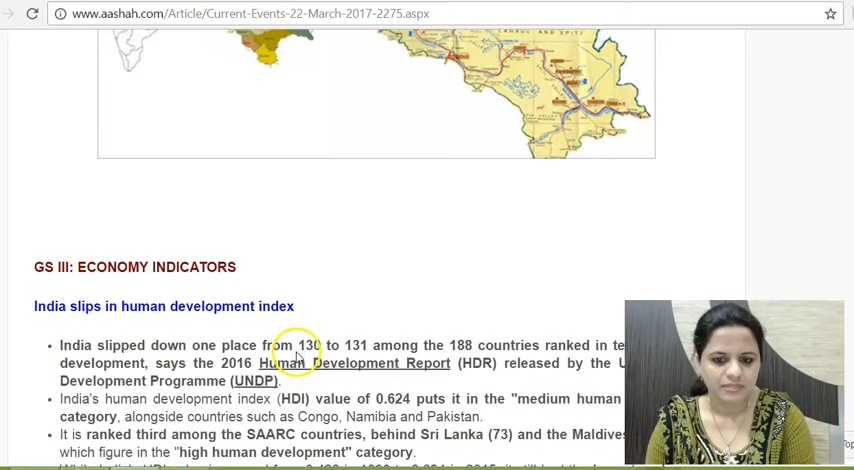 www.aashah.com/Article/Current-Events-22-March-2017-2275.aspx
LAHAUL AND SPITI
GS III: ECONOMY INDICATORS
India slips in human development index
• India slipped down one place from 130 to 131 among the 188 countries ranked in
development, says the 2016 Human Development Report (HDR) released by the
Development Programme (UNDP).
• India's human development index (HDI) value of 0.624 puts it in the "medium human
category, alongside countries such as Congo, Namibia and Pakistan.
• It is ranked third among the SAARC countries, behind Sri Lanka (73) and the Maldives
which figure in the "high human development" category.
Top